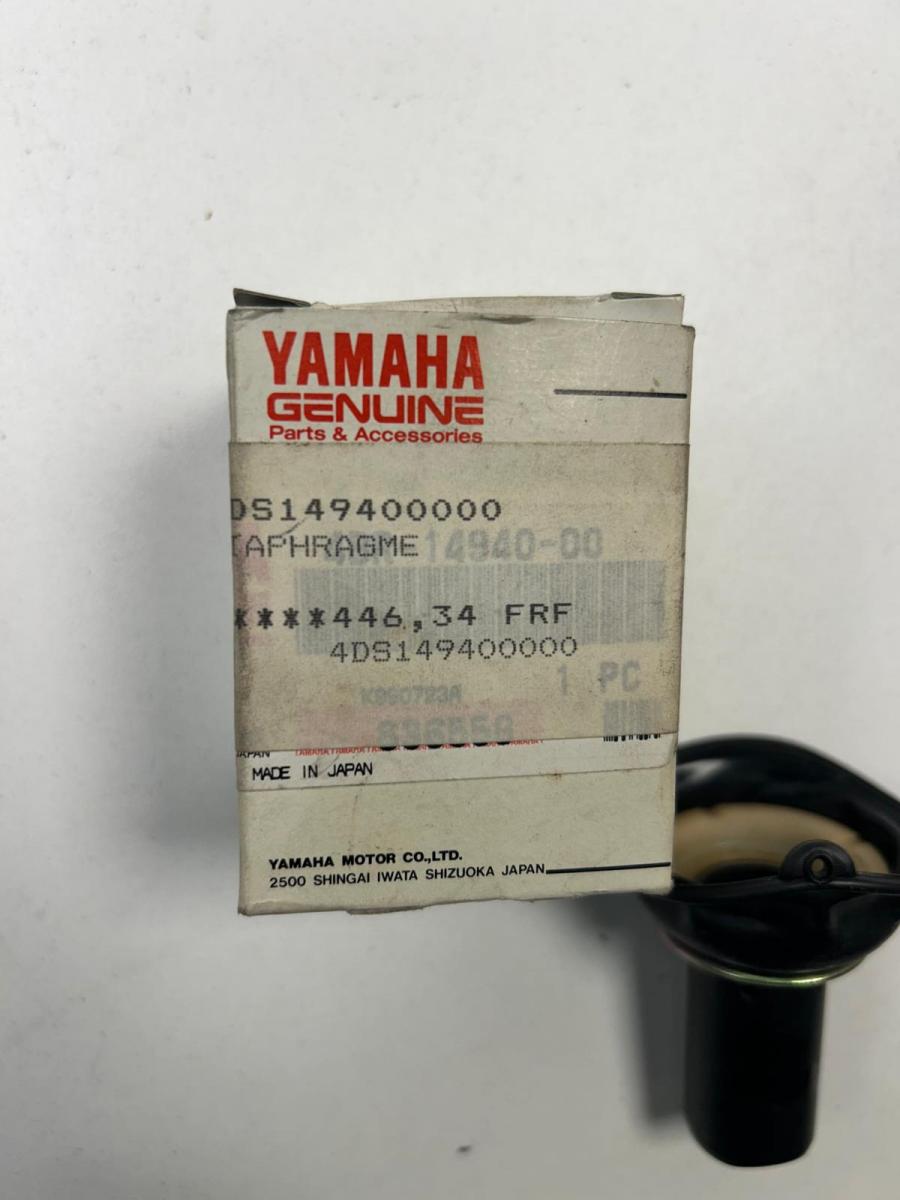 YAMAHA
GENUINE
Parts & Accessories
DS149400000
IAPHRAGME
14940-00
****446,34 FRF
4DS149400000
1 PC
K950723A
MADE IN JAPAN
YAMAHA MOTOR CO.,LTD.
2500 SHINGAI IWATA SHIZUOKA JAPAN